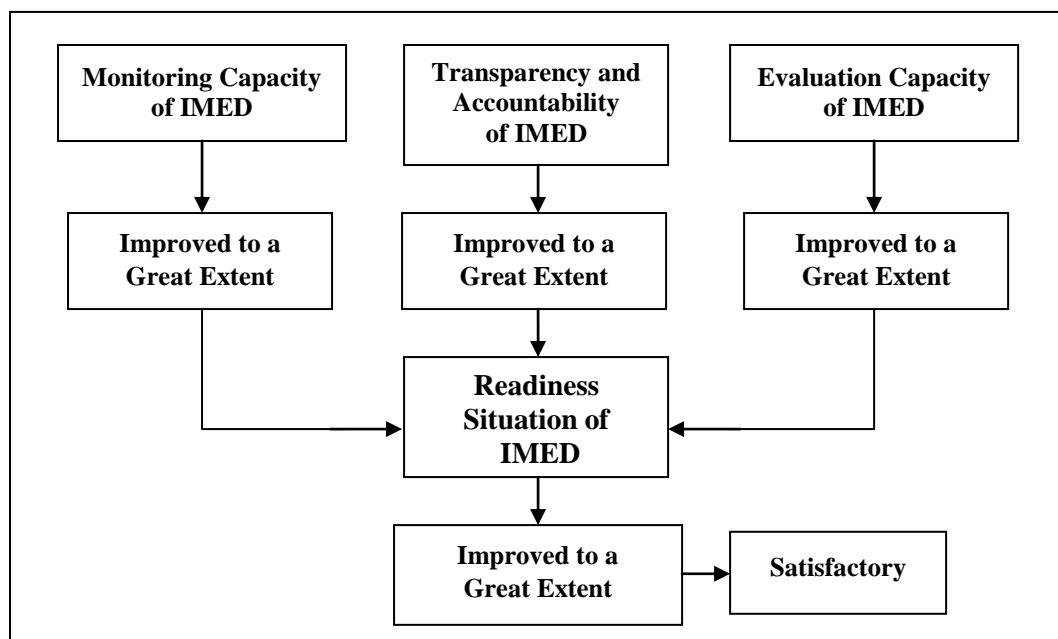 Monitoring Capacity
of IMED
Transparency and
Accountability
of IMED
Evaluation Capacity
of IMED
Improved to a
Great Extent
Improved to a
Great Extent
Improved to a
Great Extent
Readiness
Situation of
IMED
Improved to a
Great Extent
Satisfactory